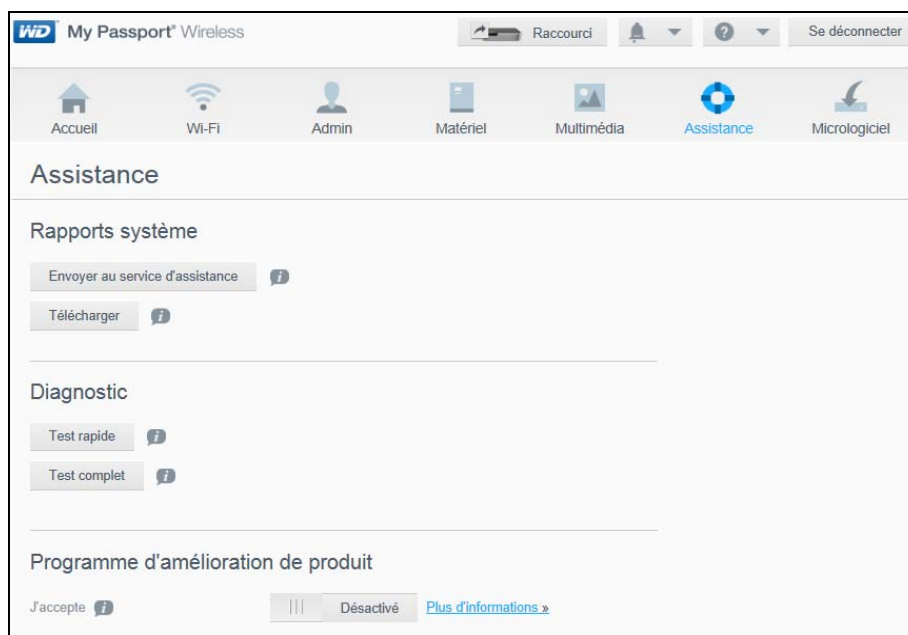 WD My Passport® Wireless Raccourci ? Se déconnecter
Accueil Wi-Fi Admin Matériel Multimédia Assistance Micrologiciel
Assistance
Rapports système
Envoyer au service d'assistance i
Télécharger i
Diagnostic
Test rapide i
Test complet i
Programme d'amélioration de produit
J'accepte i Désactivé Plus d'informations »